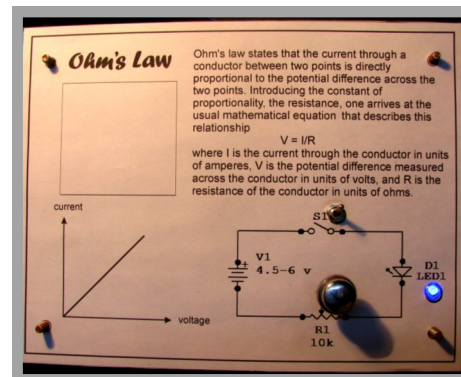 Ohm's Law
Ohm's law states that the current through a
conductor between two points is directly
proportional to the potential difference across the
two points. Introducing the constant of
proportionality, the resistance, one arrives at the
usual mathematical equation that describes this
relationship
V = I/R
where I is the current through the conductor in units
of amperes, V is the potential difference measured
across the conductor in units of volts, and R is the
resistance of the conductor in units of ohms.
current
voltage
S1
V1
4.5-6 v
D1
LED1
R1
10k